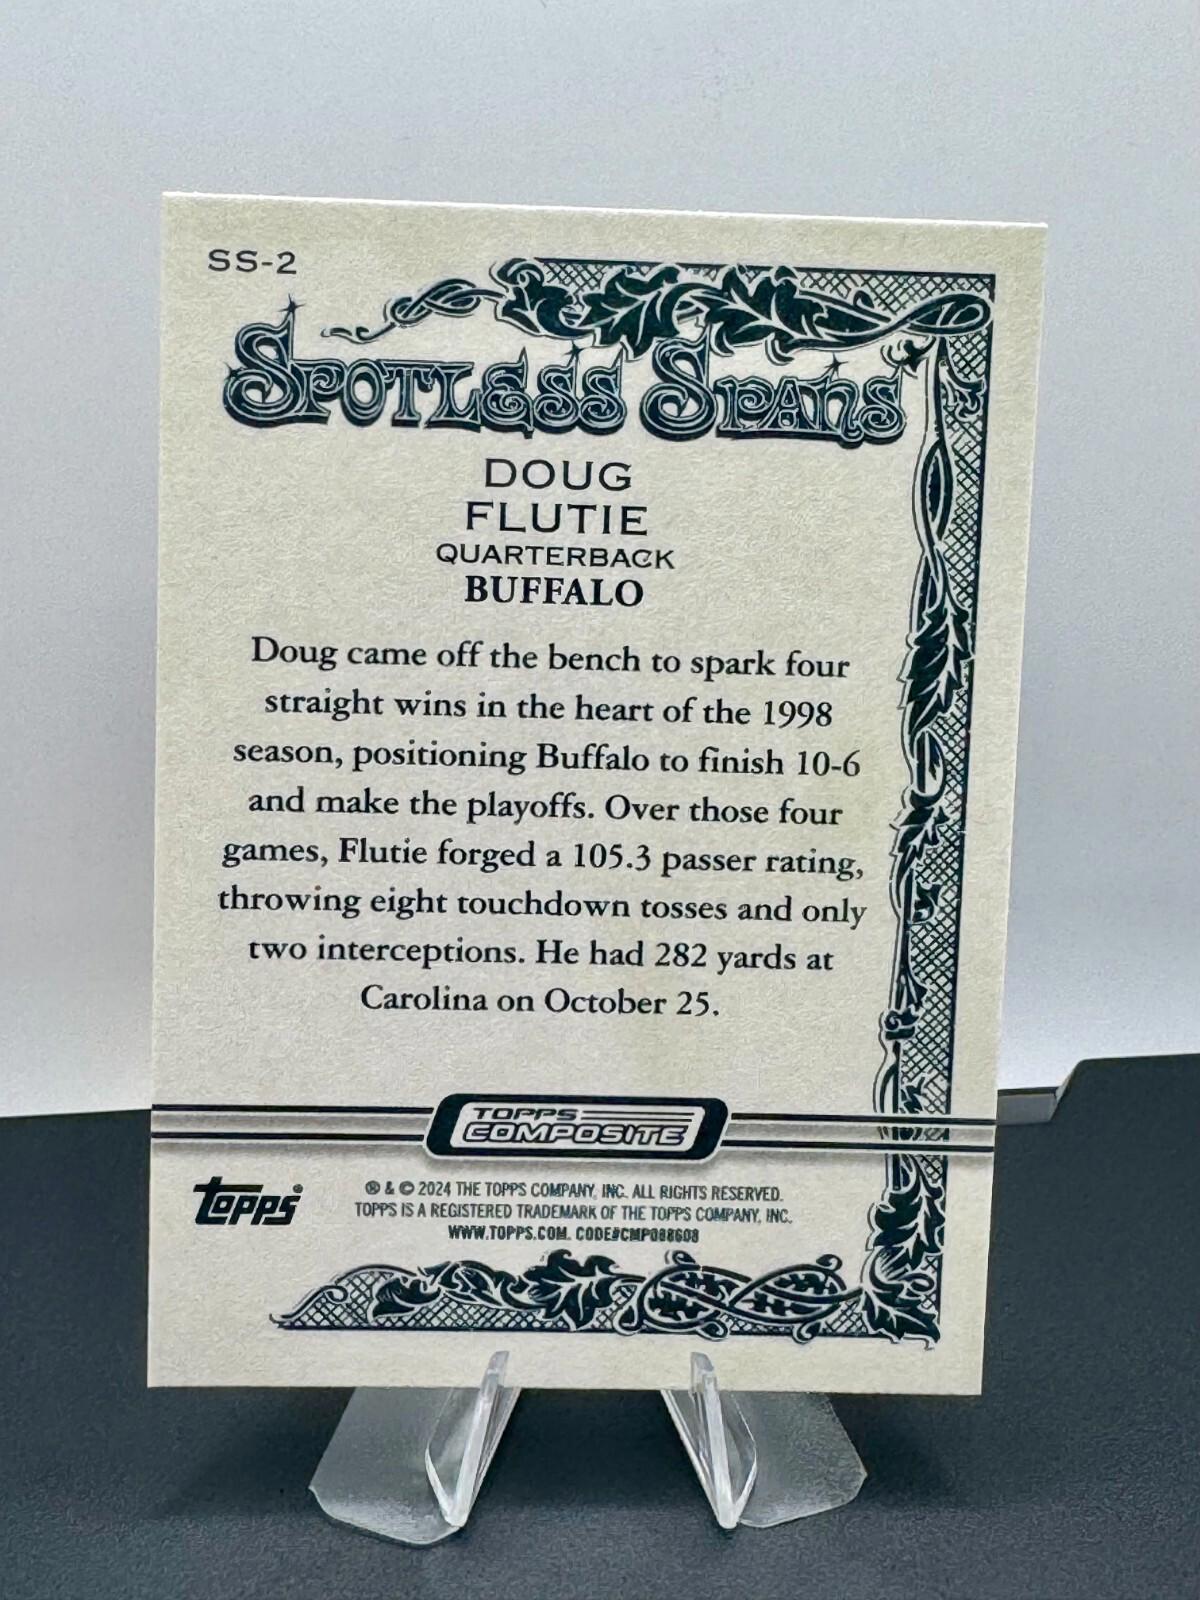 SS-2
SPOTLESS SPANS
DOUG
FLUTIE
QUARTERBACK
BUFFALO
Doug came off the bench to spark four
straight wins in the heart of the 1998
season, positioning Buffalo to finish 10-6
and make the playoffs. Over those four
games, Flutie forged a 105.3 passer rating,
throwing eight touchdown tosses and only
two interceptions. He had 282 yards at
Carolina on October 25.
TOPPS
COMPOSITE
topps®
® & © 2024 THE TOPPS COMPANY, INC. ALL RIGHTS RESERVED.
TOPPS IS A REGISTERED TRADEMARK OF THE TOPPS COMPANY, INC.
WWW.TOPPS.COM. CODE#CMP088608